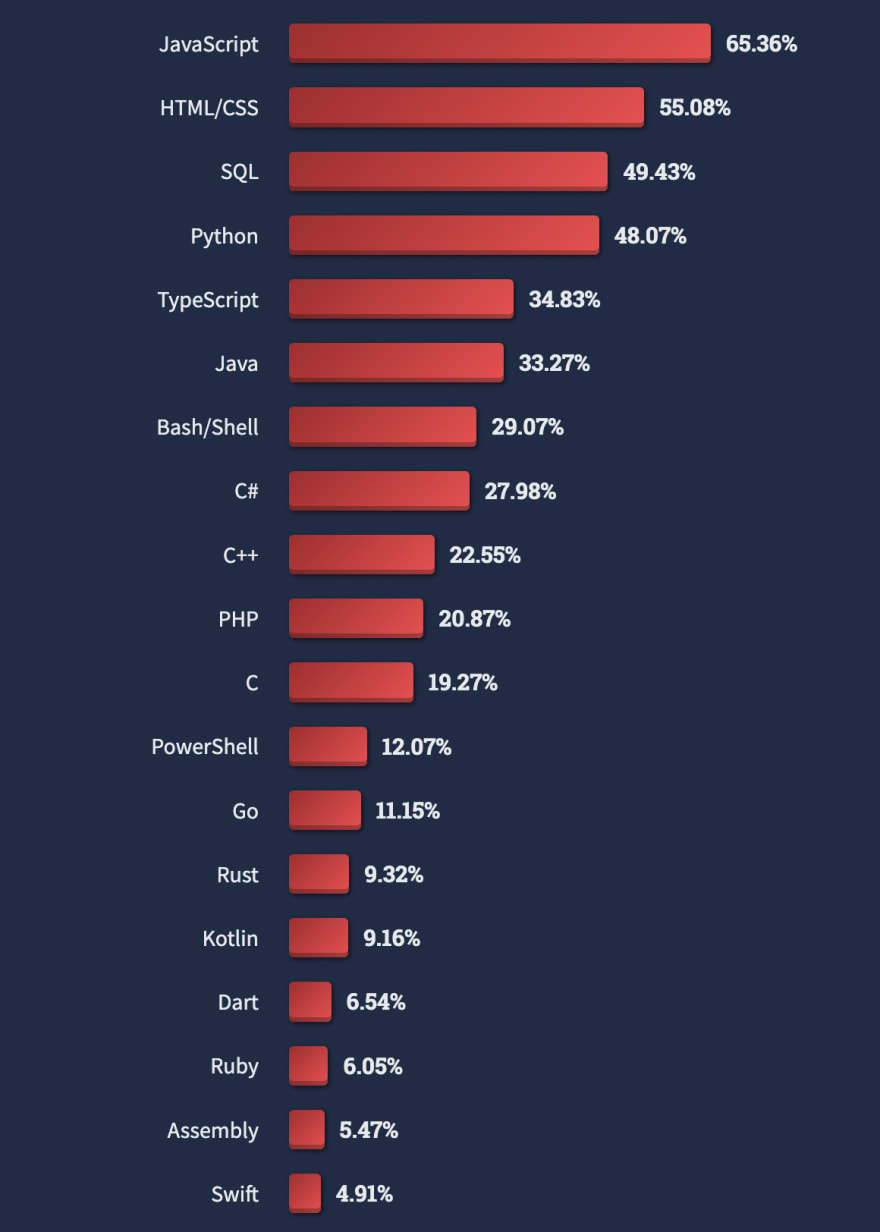 JavaScript 65.36%
HTML/CSS 55.08%
SQL 49.43%
Python 48.07%
TypeScript 34.83%
Java 33.27%
Bash/Shell 29.07%
C# 27.98%
C++ 22.55%
PHP 20.87%
C 19.27%
PowerShell 12.07%
Go 11.15%
Rust 9.32%
Kotlin 9.16%
Dart 6.54%
Ruby 6.05%
Assembly 5.47%
Swift 4.91%